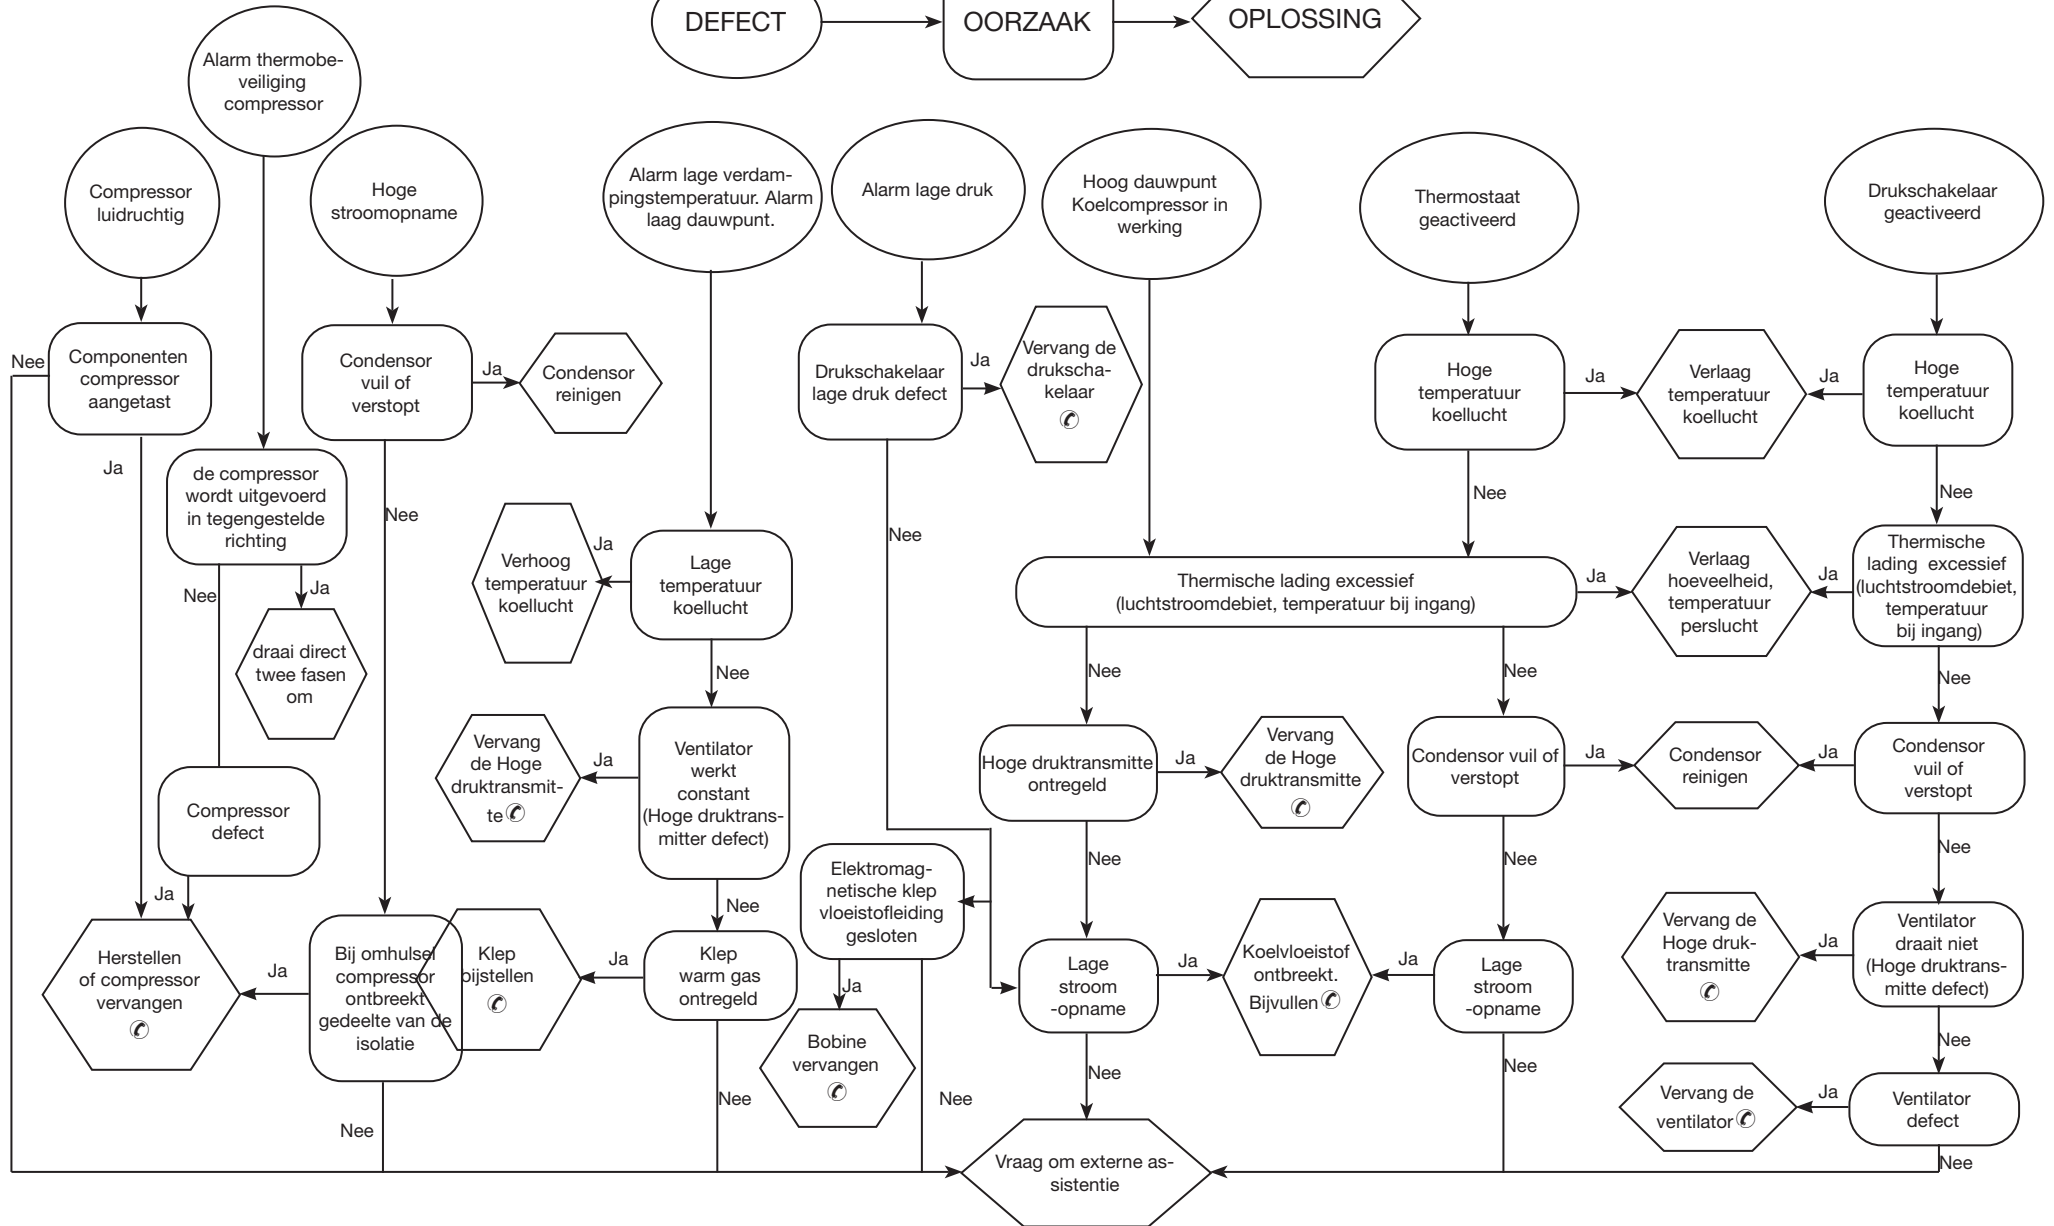 DEFECT
OORZAAK
OPLOSSING
Alarm thermobe-
veiliging
compressor
Compressor
luidruchtig
Hoge
stroomopname
Alarm lage verdam-
pingstemperatuur. Alarm
laag dauwpunt.
Alarm lage druk
Hoog dauwpunt
Koelcompressor in
werking
Thermostaat
geactiveerd
Drukschakelaar
geactiveerd
Nee
Componenten
compressor
aangetast
Condensor
vuil of
verstopt
Ja
Condensor
reinigen
Drukschakelaar
lage druk defect
Ja
Vervang de
drukscha-
kelaar
Hoge
temperatuur
koellucht
Ja
Verlaag
temperatuur
koellucht
Ja
Hoge
temperatuur
koellucht
Ja
de compressor
wordt uitgevoerd
in tegengestelde
richting
Nee
Nee
Nee
Nee
Nee
Ja
draai direct
twee fasen
om
Verhoog
temperatuur
koellucht
Ja
Lage
temperatuur
koellucht
Thermische lading excessief
(luchtstroomdebiet, temperatuur bij ingang)
Ja
Verlaag
hoeveelheid,
temperatuur
perslucht
Ja
Thermische
lading excessief
(luchtstroomdebiet,
temperatuur
bij ingang)
Nee
Nee
Nee
Nee
Vervang
de Hoge
druktransmit-
te
Ja
Ventilator
werkt
constant
(Hoge druktrans-
mitter defect)
Hoge druktransmitte
ontregeld
Ja
Vervang
de Hoge
druktransmitte
Condensor vuil of
verstopt
Ja
Condensor
reinigen
Ja
Condensor
vuil of
verstopt
Compressor
defect
Ja
Nee
Elektromag-
netische klep
vloeistofleiding
gesloten
Nee
Nee
Nee
Herstellen
of compressor
vervangen
Ja
Bij omhulsel
compressor
ontbreekt
gedeelte van de
isolatie
Klep
bijstellen
Ja
Klep
warm gas
ontregeld
Ja
Bobine
vervangen
Lage
stroom
-opname
Ja
Koelvloeistof
ontbreekt.
Bijvullen
Ja
Lage
stroom
-opname
Vervang de
Hoge druk-
transmitte
Ja
Ventilator
draait niet
(Hoge druktrans-
mitte defect)
Nee
Nee
Nee
Nee
Nee
Nee
Vervang de
ventilator
Ja
Ventilator
defect
Nee
Vraag om externe as-
sistentie